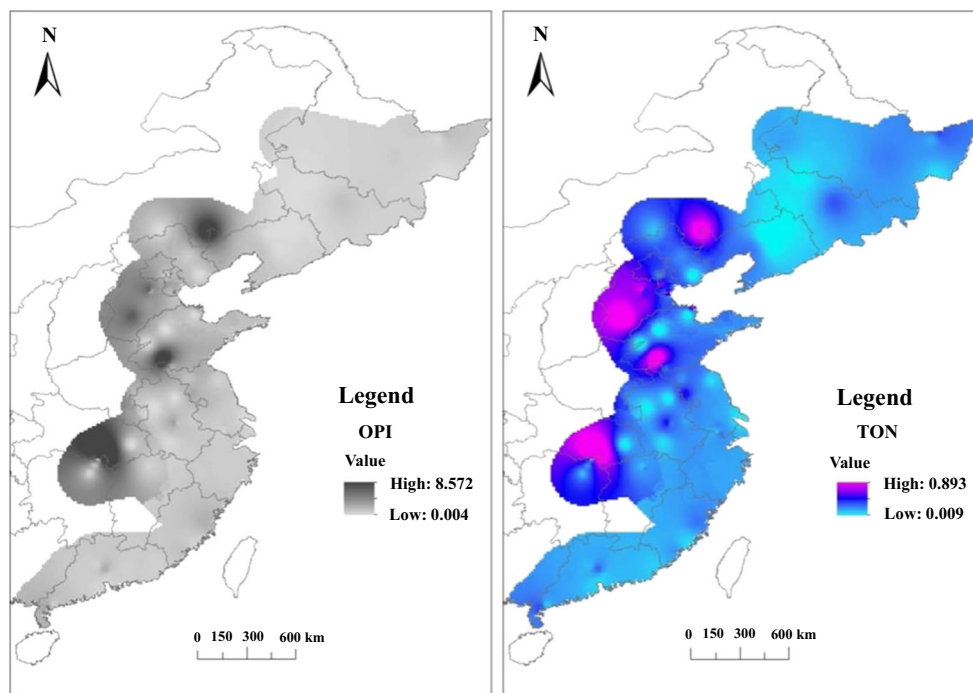 N
Legend
OPI
Value
High: 8.572
Low: 0.004
0 150 300 600 km
N
Legend
TON
Value
High: 0.893
Low: 0.009
0 150 300 600 km